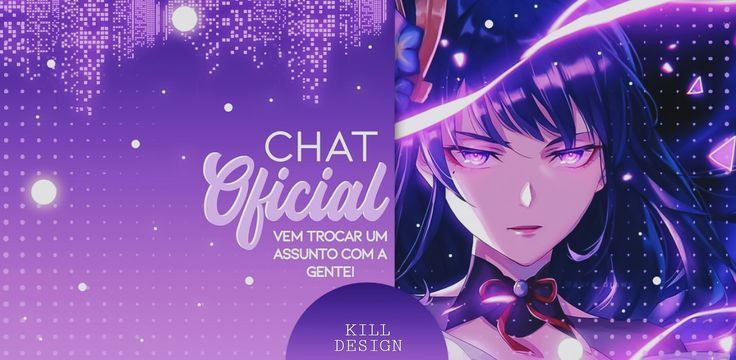 CHAT
Oficial
VEM TROCAR UM
ASSUNTO COM A
GENTE!
KILL
DESIGN